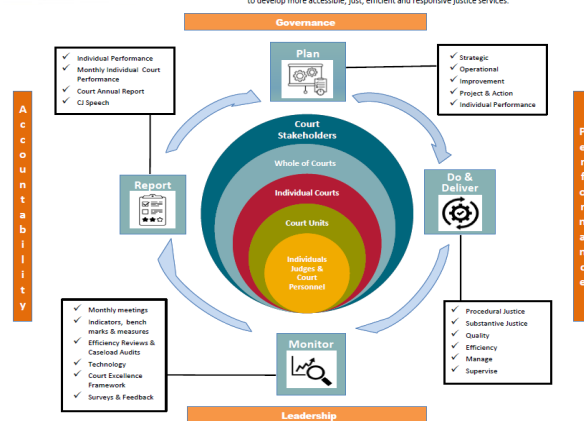 to develop more accessible, just, efficient and responsive justice services.
Governance
Plan
✓ Individual Performance
✓ Monthly Individual Court
Performance
✓ Court Annual Report
✓ CJ Speech
✓ Strategic
✓ Operational
✓ Improvement
✓ Project & Action
✓ Individual Performance
Accountability
Report
Court
Stakeholders
Whole of Courts
Individual Courts
Court Units
Individuals
Judges &
Court
Personnel
Do &
Deliver
Performance
Monitor
✓ Monthly meetings
✓ Indicators, bench
marks & measures
✓ Efficiency Reviews &
Caseload Audits
✓ Technology
✓ Court Excellence
Framework
✓ Surveys & Feedback
✓ Procedural Justice
✓ Substantive Justice
✓ Quality
✓ Efficiency
✓ Manage
✓ Supervise
Leadership